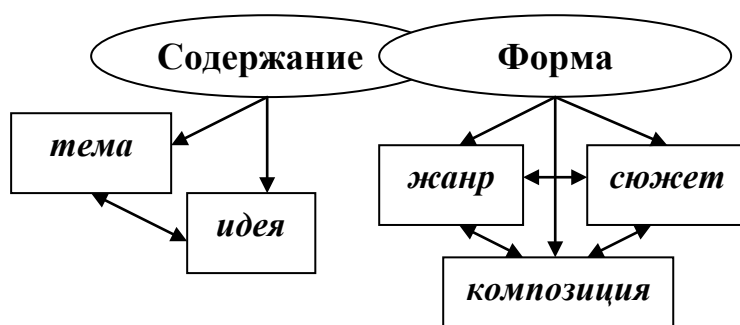 Содержание
Форма
тема
идея
жанр
сюжет
композиция